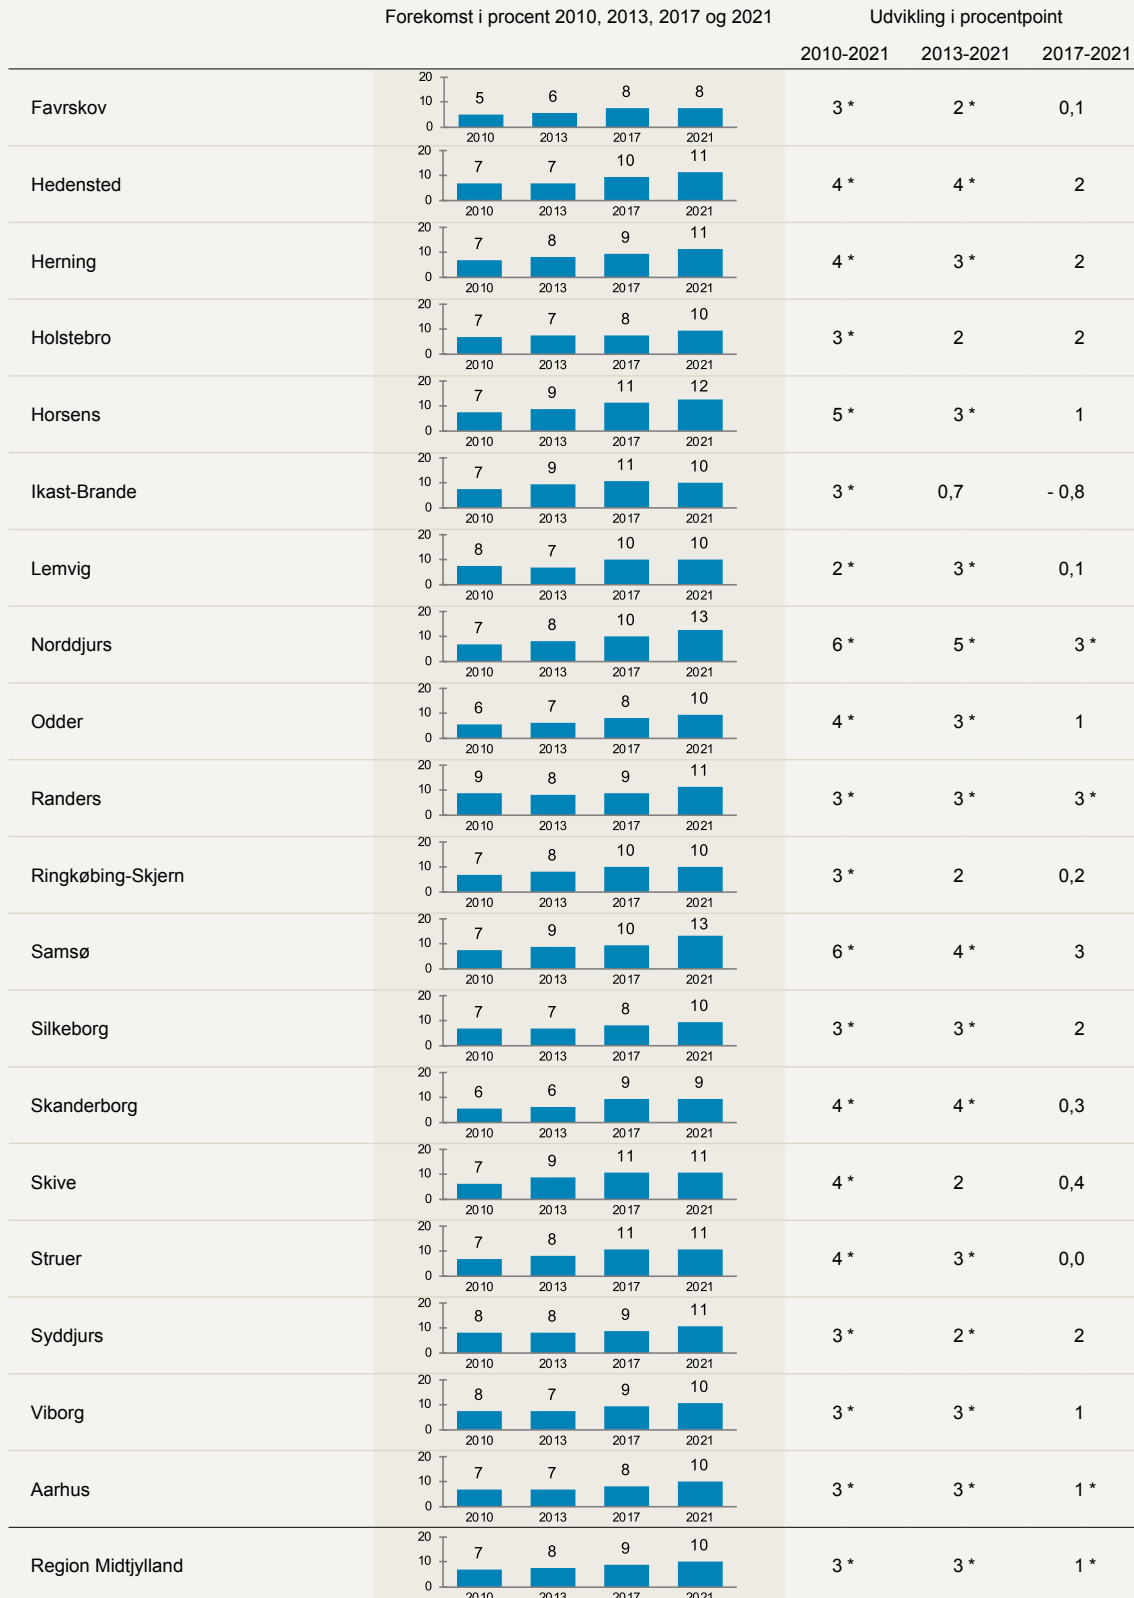 Forekomst i procent 2010, 2013, 2017 og 2021 Udvikling i procentpoint
2010-2021 2013-2021 2017-2021
Favrskov 20 10 0 5 6 8 8 2010 2013 2017 2021 3 * 2 * 0,1
Hedensted 20 10 0 7 7 10 11 2010 2013 2017 2021 4 * 4 * 2
Herning 20 10 0 7 8 9 11 2010 2013 2017 2021 4 * 3 * 2
Holstebro 20 10 0 7 7 8 10 2010 2013 2017 2021 3 * 2 2
Horsens 20 10 0 7 9 11 12 2010 2013 2017 2021 5 * 3 * 1
Ikast-Brande 20 10 0 7 9 11 10 2010 2013 2017 2021 3 * 0,7 - 0,8
Lemvig 20 10 0 8 7 10 10 2010 2013 2017 2021 2 * 3 * 0,1
Norddjurs 20 10 0 7 8 10 13 2010 2013 2017 2021 6 * 5 * 3 *
Odder 20 10 0 6 7 8 10 2010 2013 2017 2021 4 * 3 * 1
Randers 20 10 0 9 8 9 11 2010 2013 2017 2021 3 * 3 * 3 *
Ringkøbing-Skjern 20 10 0 7 8 10 10 2010 2013 2017 2021 3 * 2 0,2
Samsø 20 10 0 7 9 10 13 2010 2013 2017 2021 6 * 4 * 3
Silkeborg 20 10 0 7 7 8 10 2010 2013 2017 2021 3 * 3 * 2
Skanderborg 20 10 0 6 6 9 9 2010 2013 2017 2021 4 * 4 * 0,3
Skive 20 10 0 7 9 11 11 2010 2013 2017 2021 4 * 2 0,4
Struer 20 10 0 7 8 11 11 2010 2013 2017 2021 4 * 3 * 0,0
Syddjurs 20 10 0 8 8 9 11 2010 2013 2017 2021 3 * 2 * 2
Viborg 20 10 0 8 7 9 10 2010 2013 2017 2021 3 * 3 * 1
Aarhus 20 10 0 7 7 8 10 2010 2013 2017 2021 3 * 3 * 1 *
Region Midtjylland 20 10 0 7 8 9 10 2010 2013 2017 2021 3 * 3 * 1 *